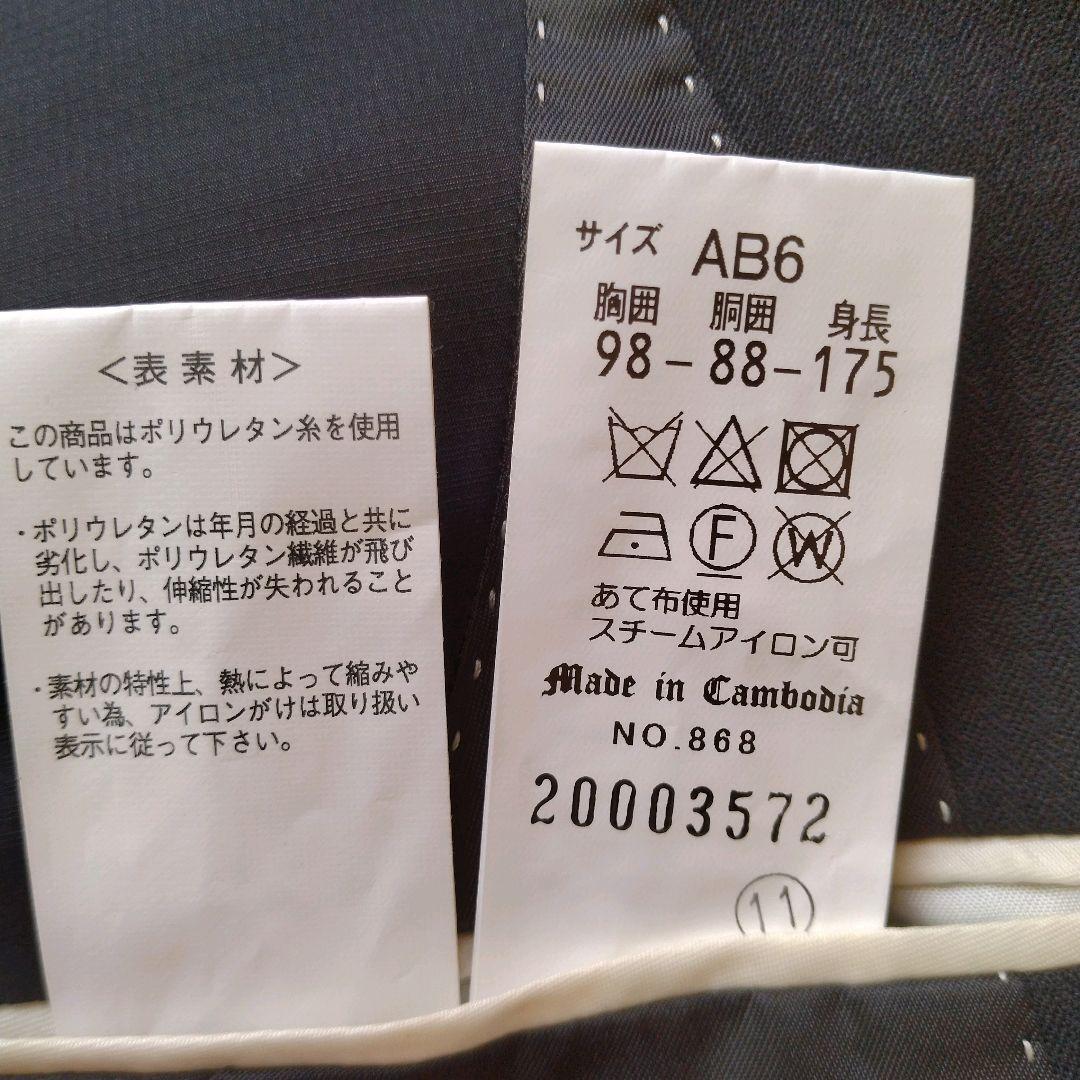 ＜表素材＞
この商品はポリウレタン糸を使用
しています。
・ポリウレタンは年月の経過と共に
劣化し、ポリウレタン繊維が飛び
出したり、伸縮性が失われること
があります。
・素材の特性上、熱によって縮みや
すい為、アイロンがけは取り扱い
表示に従って下さい。
サイズ AB6
胸囲 胴囲 身長
98-88-175
F W
あて布使用
スチームアイロン可
Made in Cambodia
NO.868
20003572
11